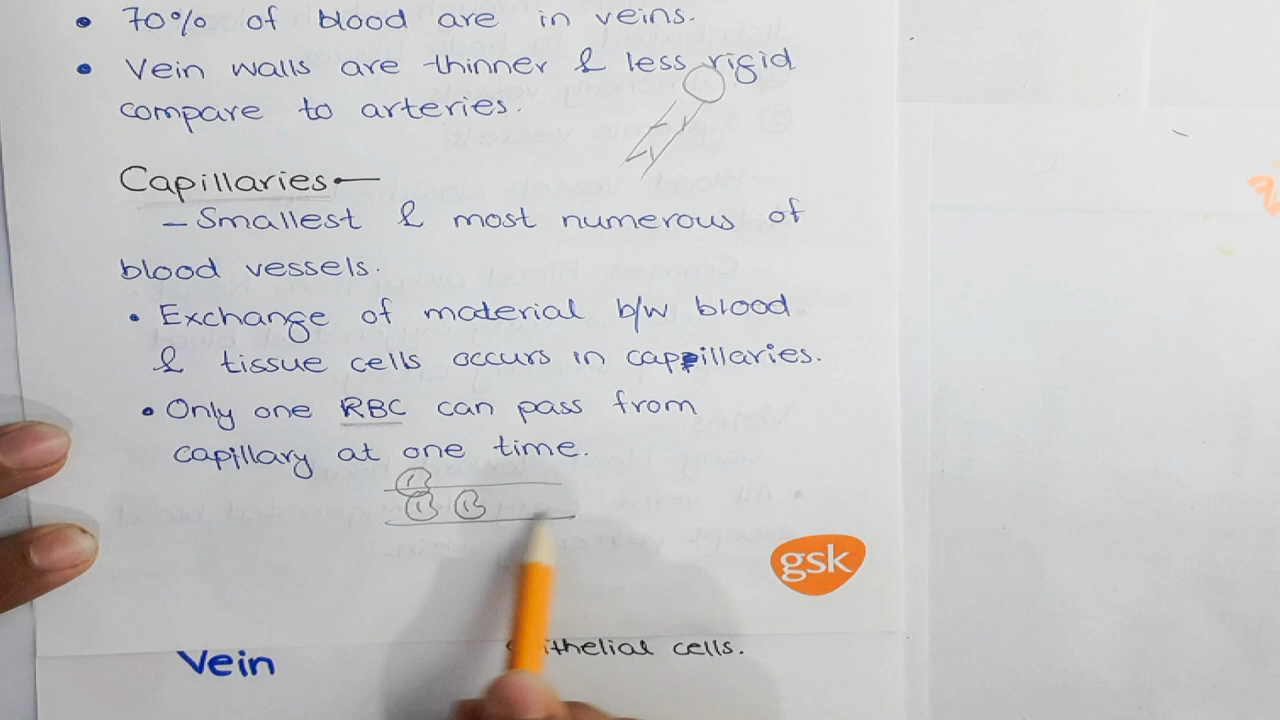 • 70% of blood are in veins.
• Vein walls are thinner & less rigid
compare to arteries.
Capillaries –
– Smallest & most numerous of
blood vessels.
• Exchange of material b/w blood
& tissue cells occurs in cappillaries.
• Only one RBC can pass from
capillary at one time.
gsk
Vein
cells.